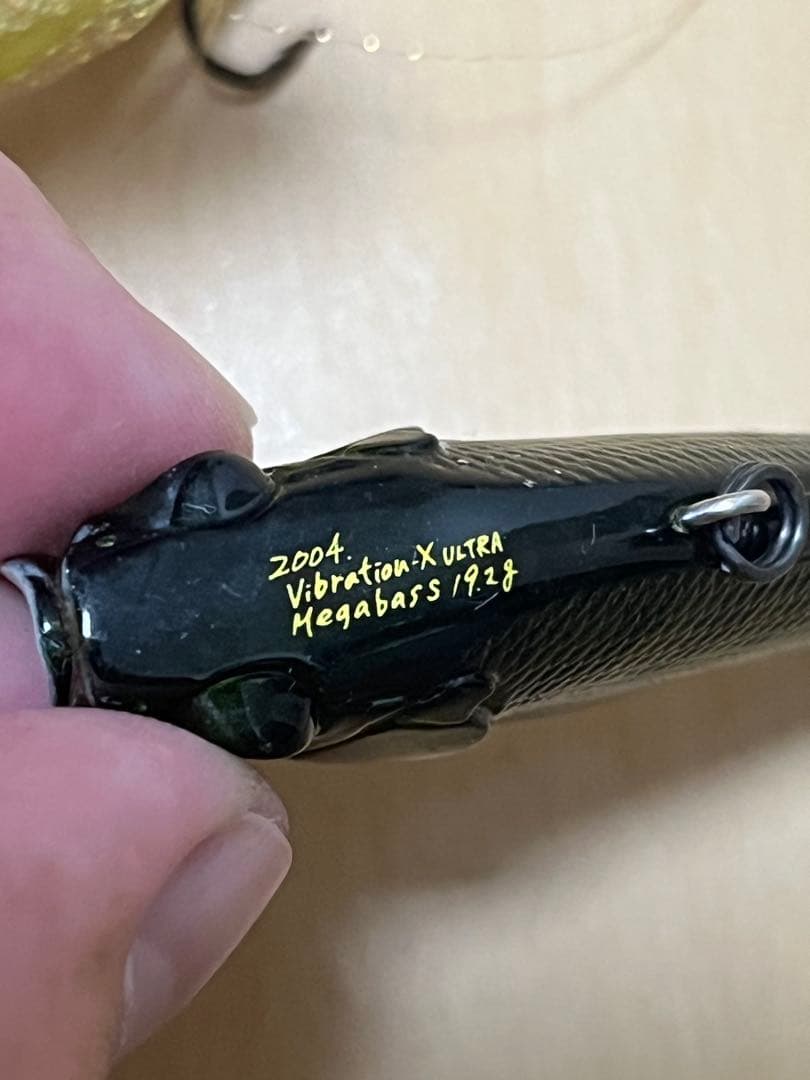 2004.
Vibration-X ULTRA
Megabass 19.2g